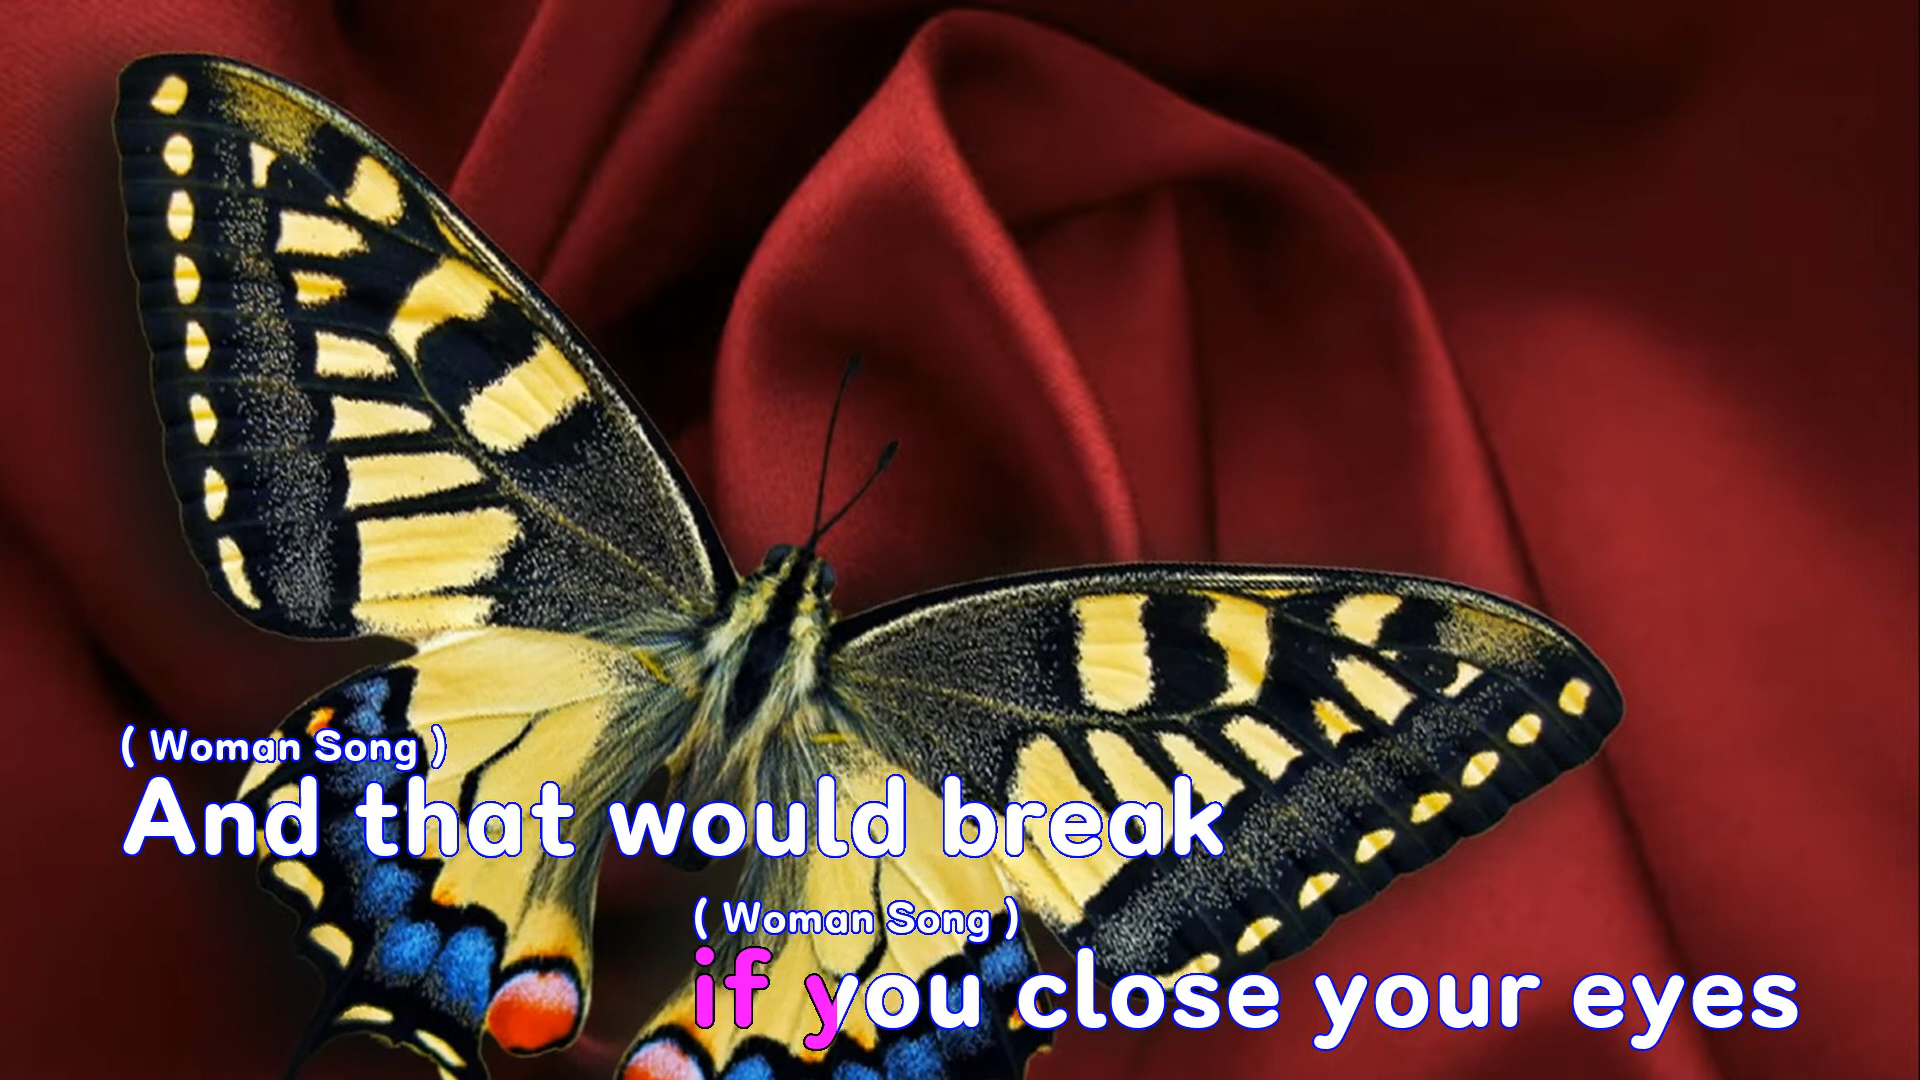 ( Woman Song )
And that would break
( Woman Song )
if you close your eyes